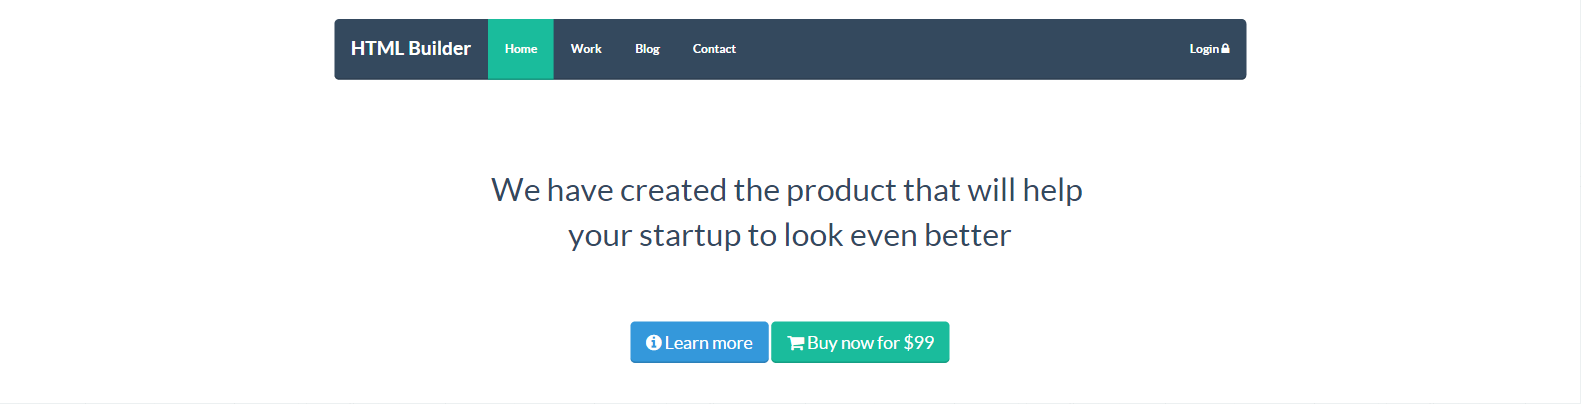 HTML Builder Home Work Blog Contact Login
We have created the product that will help
your startup to look even better
Learn more Buy now for $99